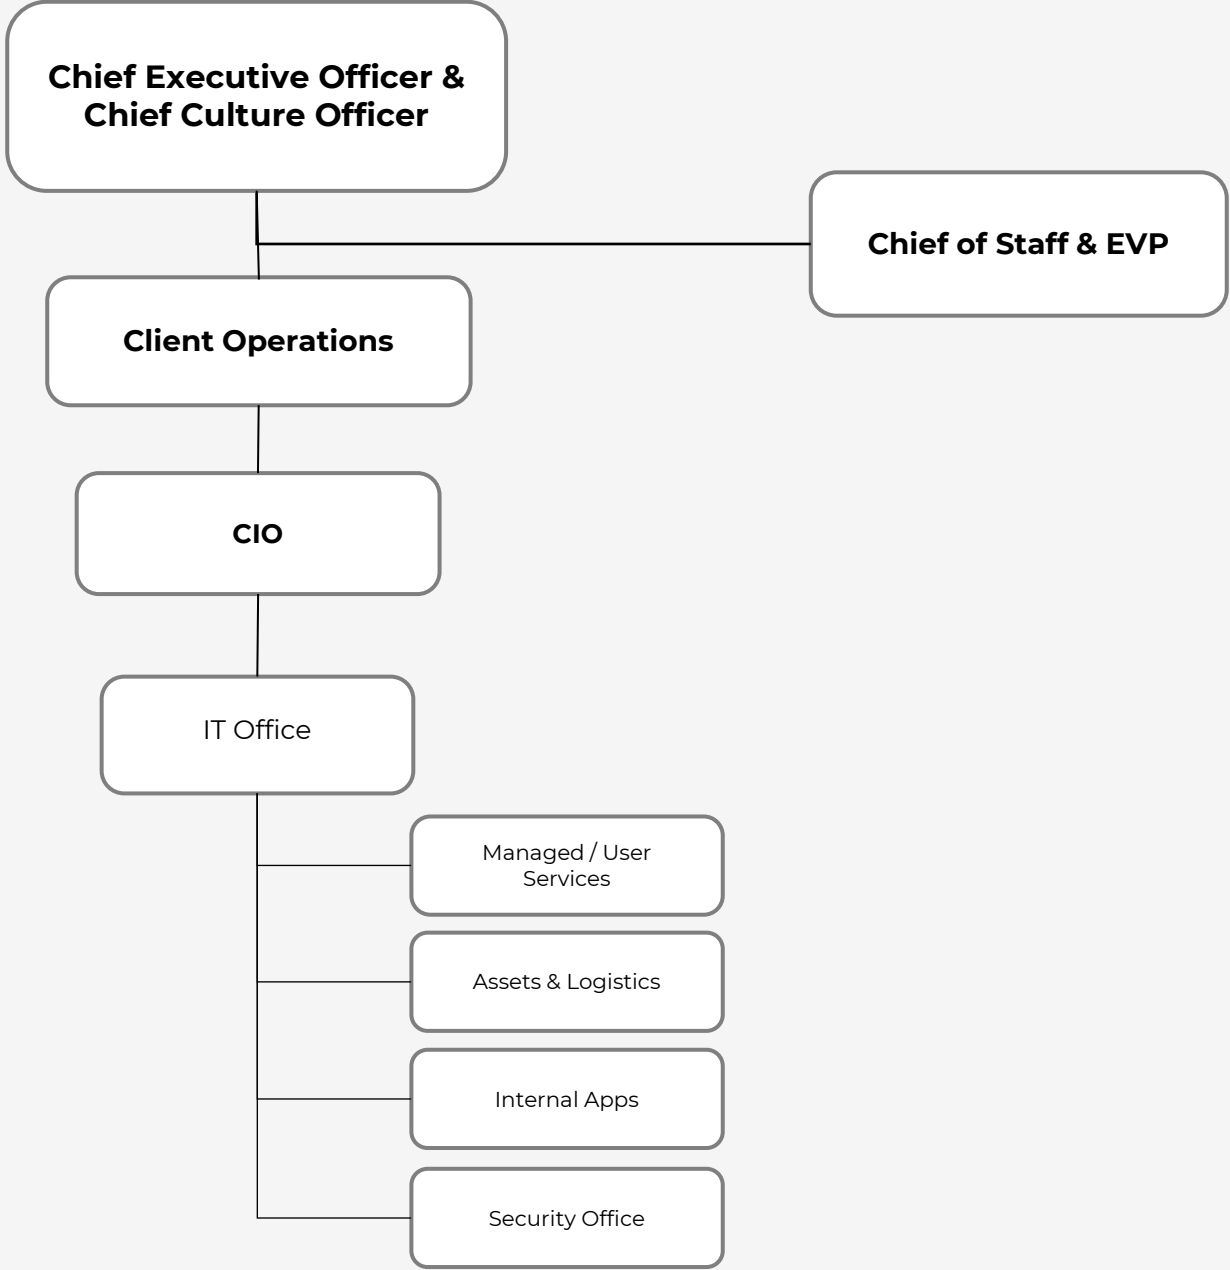 Chief Executive Officer &
Chief Culture Officer
Chief of Staff & EVP
Client Operations
CIO
IT Office
Managed / User
Services
Assets & Logistics
Internal Apps
Security Office